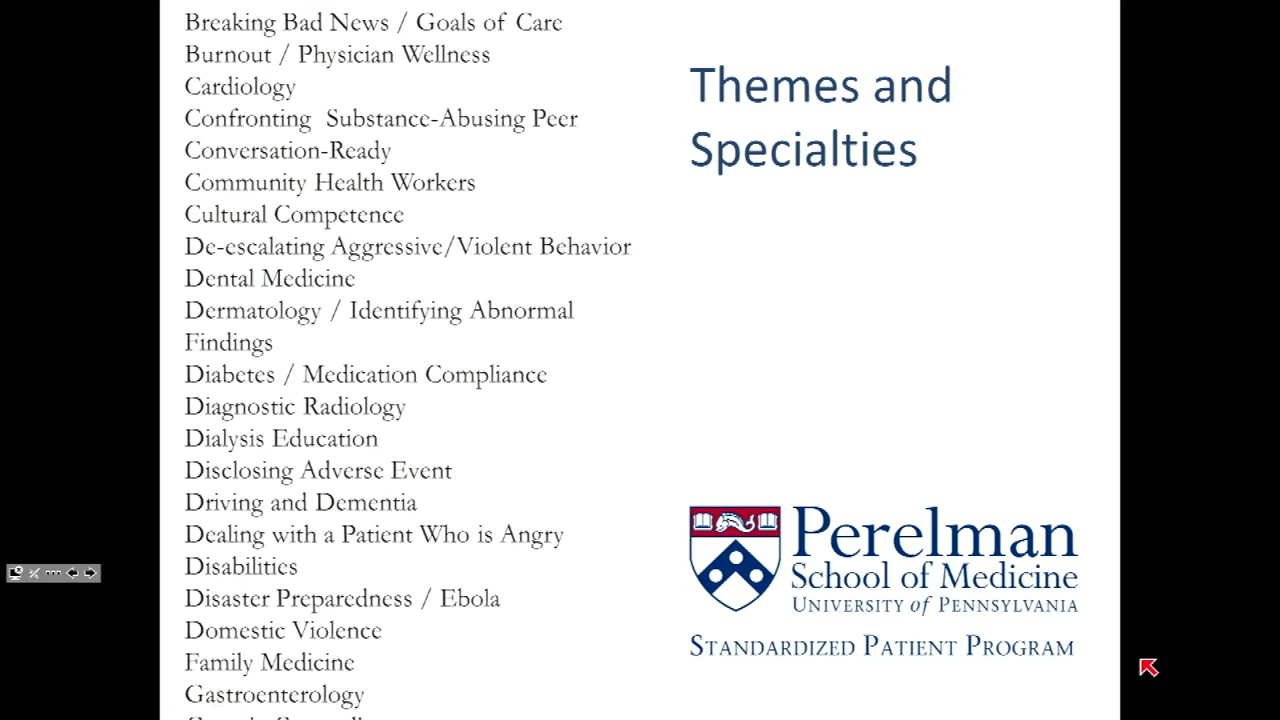 Breaking Bad News / Goals of Care
Burnout / Physician Wellness
Cardiology
Confronting  Substance-Abusing Peer
Conversation-Ready
Community Health Workers
Cultural Competence
De-escalating Aggressive/Violent Behavior
Dental Medicine
Dermatology / Identifying Abnormal
Findings
Diabetes / Medication Compliance
Diagnostic Radiology
Dialysis Education
Disclosing Adverse Event
Driving and Dementia
Dealing with a Patient Who is Angry
Disabilities
Disaster Preparedness / Ebola
Domestic Violence
Family Medicine
Gastroenterology
Themes and
Specialties
Perelman
School of Medicine
UNIVERSITY of PENNSYLVANIA
STANDARDIZED PATIENT PROGRAM